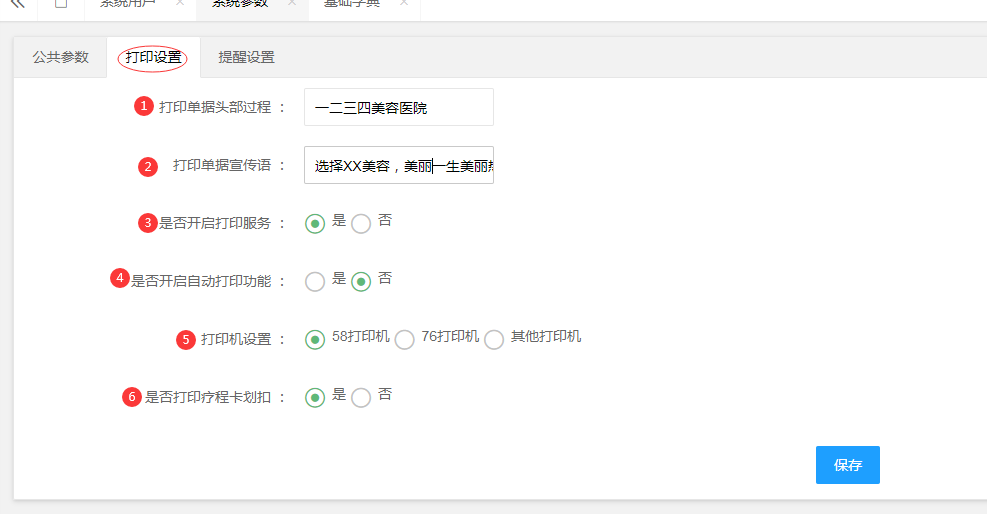 系统用户 × 系统参数 × 基础字典 ×
公共参数 打印设置 提醒设置
1 打印单据头部过程 ： 一二三四美容医院
2 打印单据宣传语 ： 选择XX美容，美丽一生美丽
3 是否开启打印服务 ： 是 否
4 是否开启自动打印功能 ： 是 否
5 打印机设置 ： 58打印机 76打印机 其他打印机
6 是否打印疗程卡划扣 ： 是 否
保存